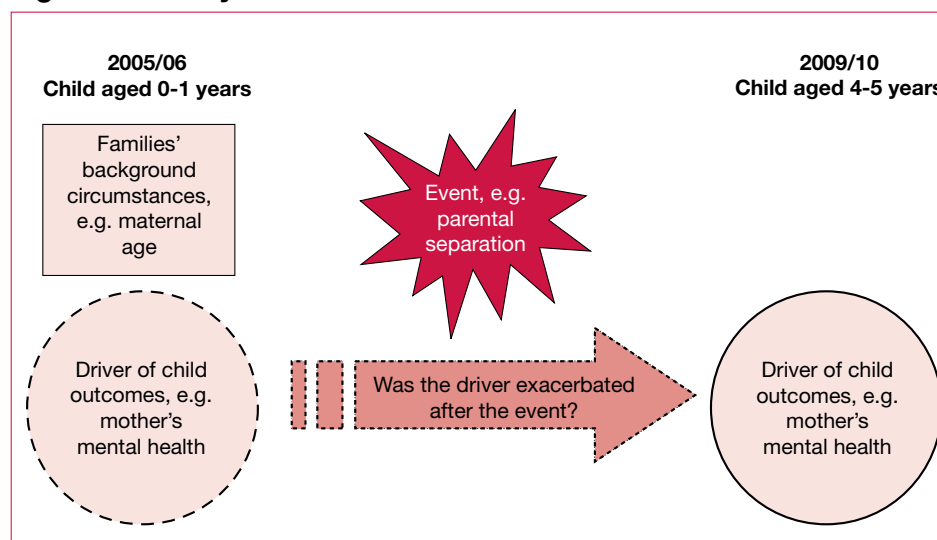 2005/06
Child aged 0-1 years
2009/10
Child aged 4-5 years
Families'
background
circumstances,
e.g. maternal
age
Event, e.g.
parental
separation
Driver of child
outcomes, e.g.
mother's
mental health
Was the driver exacerbated
after the event?
Driver of child
outcomes, e.g.
mother's
mental health